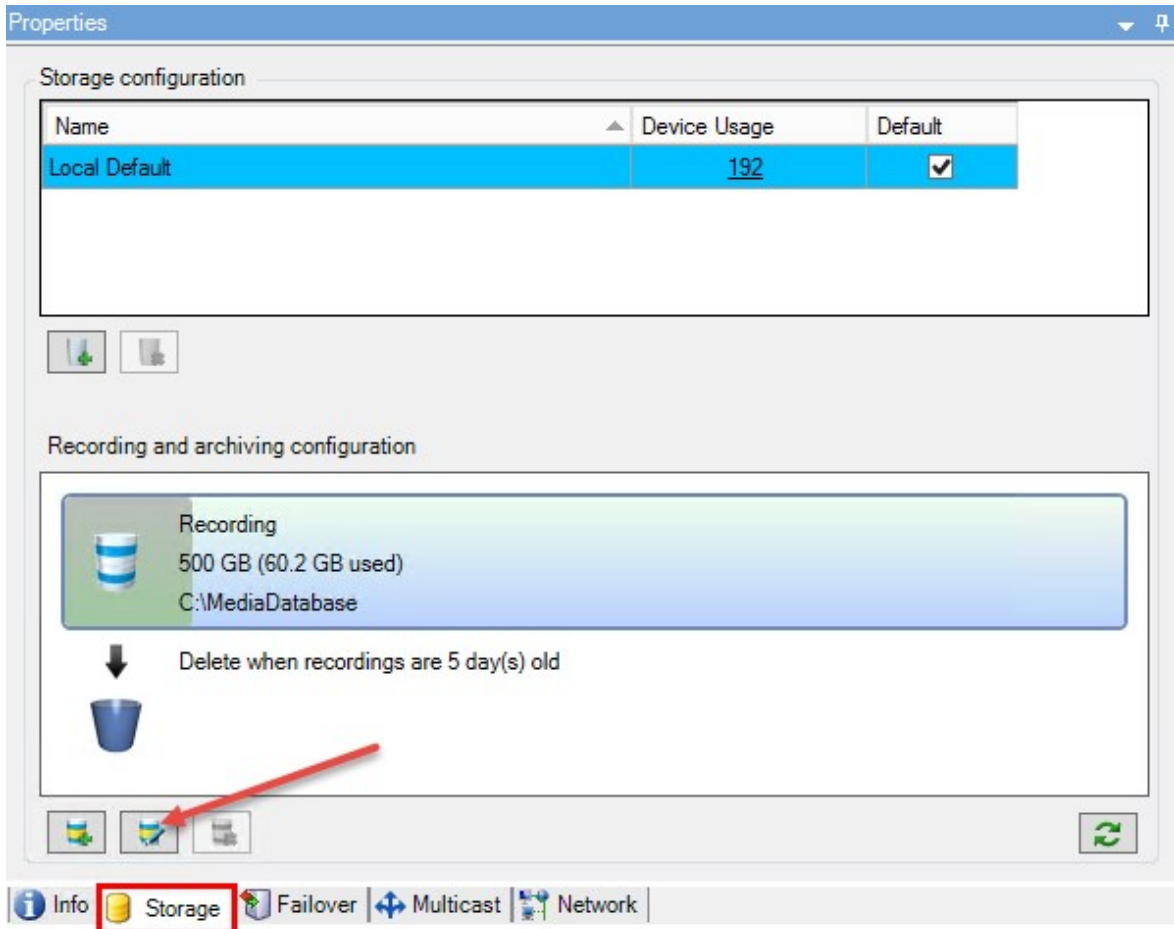 Properties
Storage configuration
Name Device Usage Default
Local Default 192
Recording and archiving configuration
Recording
500 GB (60.2 GB used)
C:\MediaDatabase
Delete when recordings are 5 day(s) old
Info Storage Failover Multicast Network